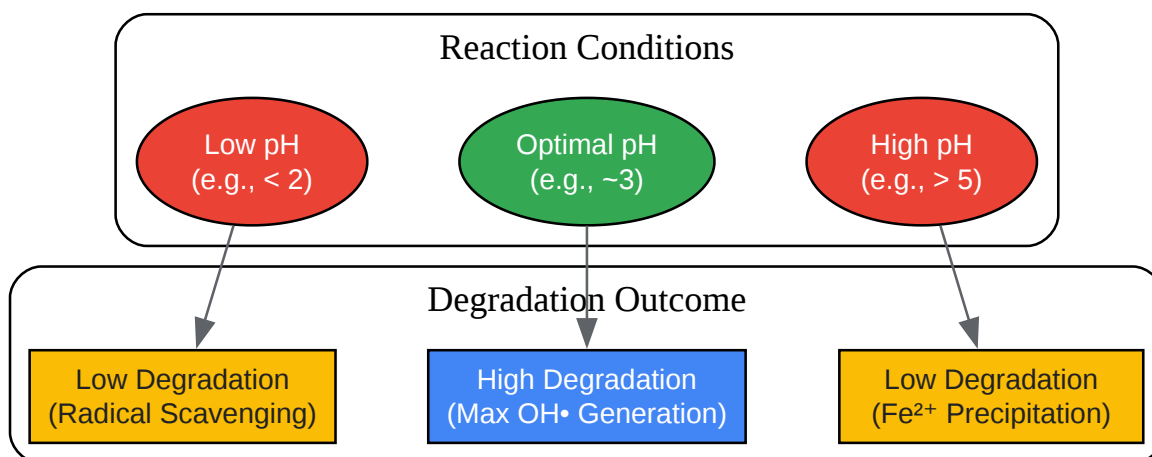 Reaction Conditions
Low pH
(e.g., < 2)
Optimal pH
(e.g., ~3)
High pH
(e.g., > 5)
Degradation Outcome
Low Degradation
(Radical Scavenging)
High Degradation
(Max OH• Generation)
Low Degradation
(Fe²⁺ Precipitation)